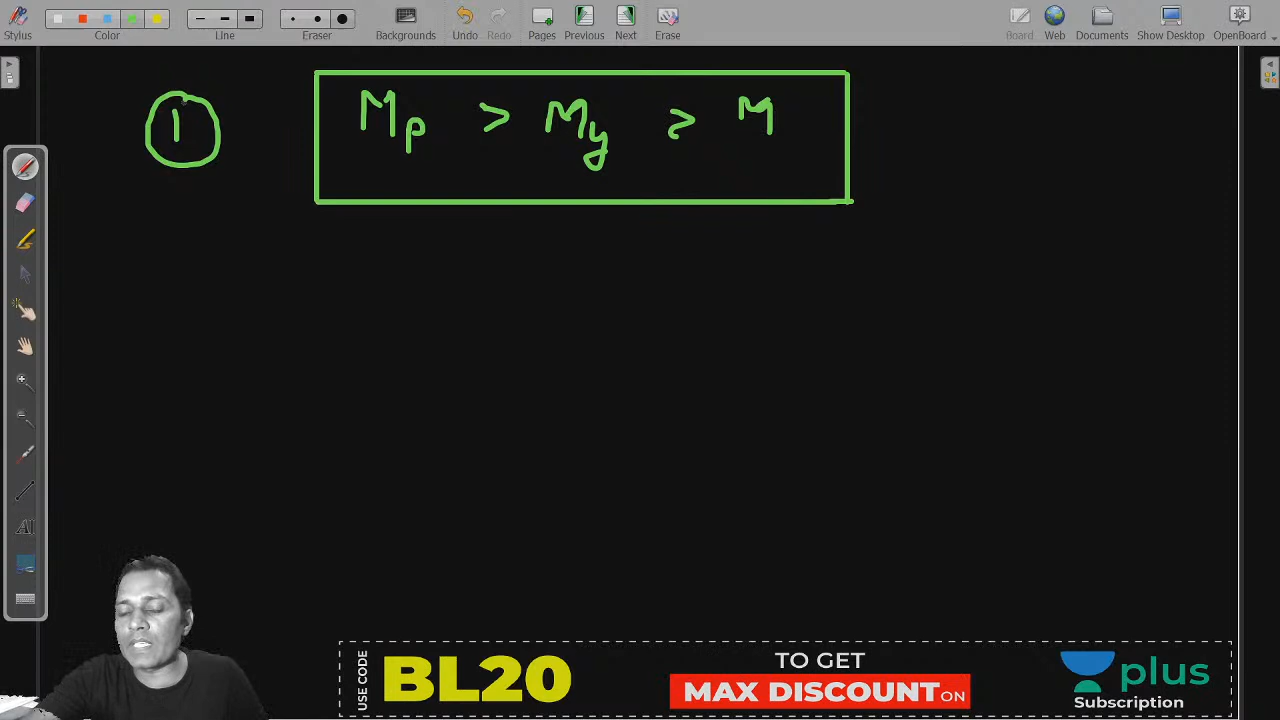 Stylus
Color
Line
Eraser
Backgrounds
Undo
Redo
Pages
Previous
Next
Erase
Board
Web
Documents
Show Desktop
OpenBoard
1
Mp > My > M
USE CODE
BL20
TO GET
MAX DISCOUNT ON
plus
Subscription